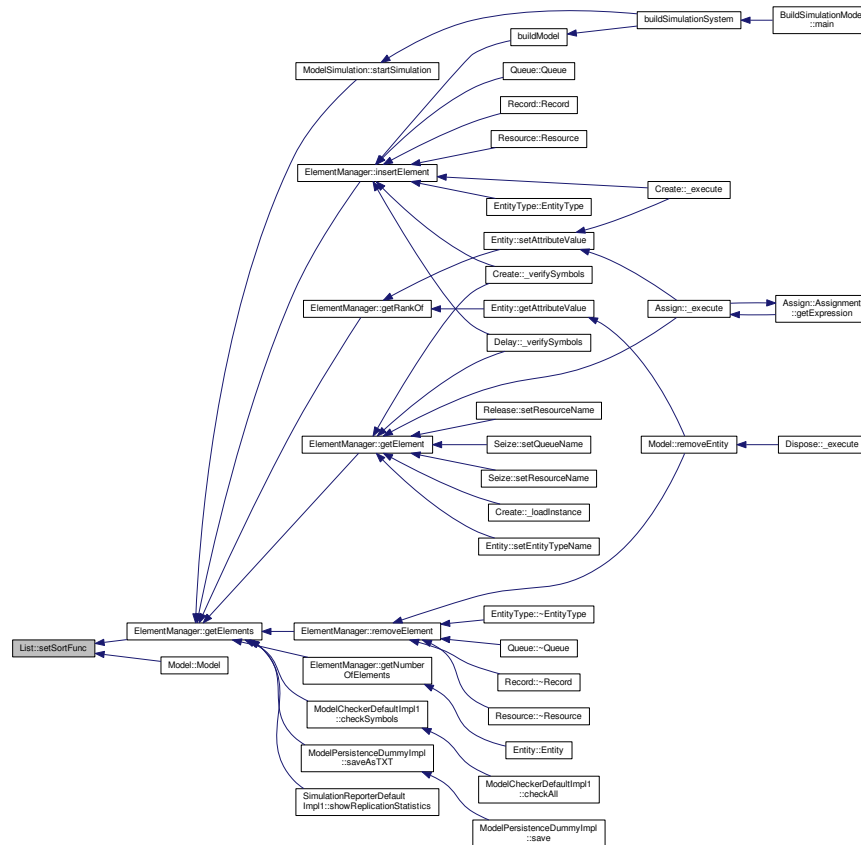 buildSimulationSystem
BuildSimulationMode
::main
buildModel
ModelSimulation::startSimulation
Queue::Queue
Record::Record
Resource::Resource
ElementManager::insertElement
Create::_execute
EntityType::EntityType
Entity::setAttributeValue
Create::_verifySymbols
ElementManager::getRankOf
Entity::getAttributeValue
Assign::_execute
Assign::Assignment
::getExpression
Delay::_verifySymbols
Release::setResourceName
ElementManager::getElement
Seize::setQueueName
Model::removeEntity
Dispose::_execute
Seize::setResourceName
Create::_loadInstance
Entity::setEntityTypeName
EntityType::~EntityType
ElementManager::getElements
ElementManager::removeElement
List::setSortFunc
Queue::~Queue
Model::Model
ElementManager::getNumber
OfElements
Record::~Record
ModelCheckerDefaultImpl1
::checkSymbols
Resource::~Resource
Entity::Entity
ModelPersistenceDummyImpl
::saveAsTXT
ModelCheckerDefaultImpl1
::checkAll
SimulationReporterDefault
Impl1::showReplicationStatistics
ModelPersistenceDummyImpl
::save